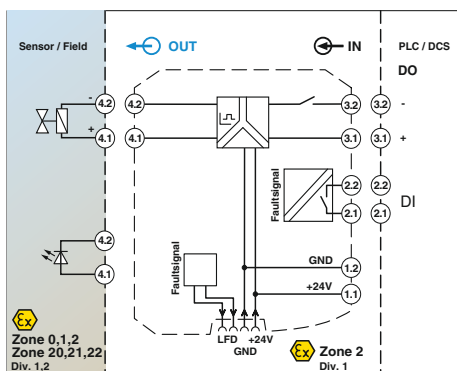 Sensor / Field
OUT
IN
PLC / DCS
DO
-
4.2
4.2
3.2
3.2
-
+
4.1
4.1
3.1
3.1
+
Faultsignal
2.2
2.2
DI
2.1
2.1
4.2
4.1
Faultsignal
GND
1.2
+24V
1.1
LFD
+24V
GND
Ex
Zone 0,1,2
Zone 20,21,22
Div. 1,2
Ex
Zone 2
Div. 1